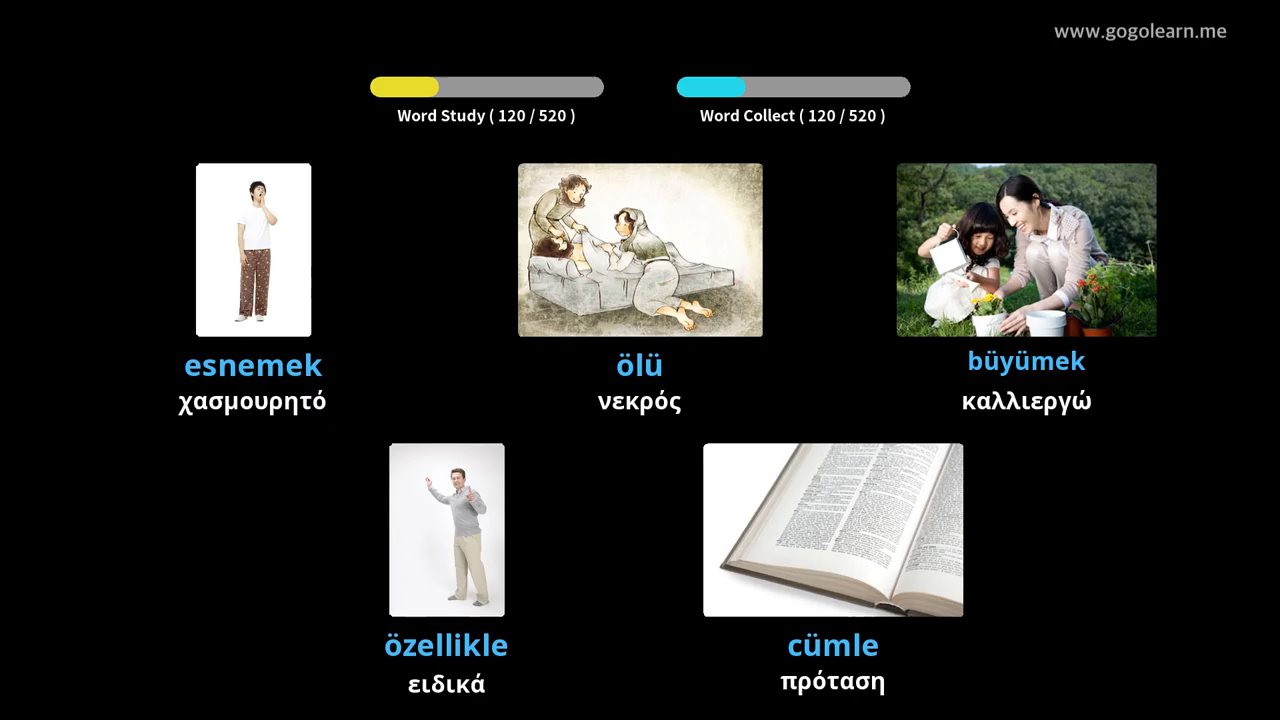 www.gogolearn.me
Word Study ( 120 / 520 )
Word Collect ( 120 / 520 )
esnemek
χασμουρητό
ölü
νεκρός
büyümek
καλλιεργώ
özellikle
ειδικά
cümle
πρόταση